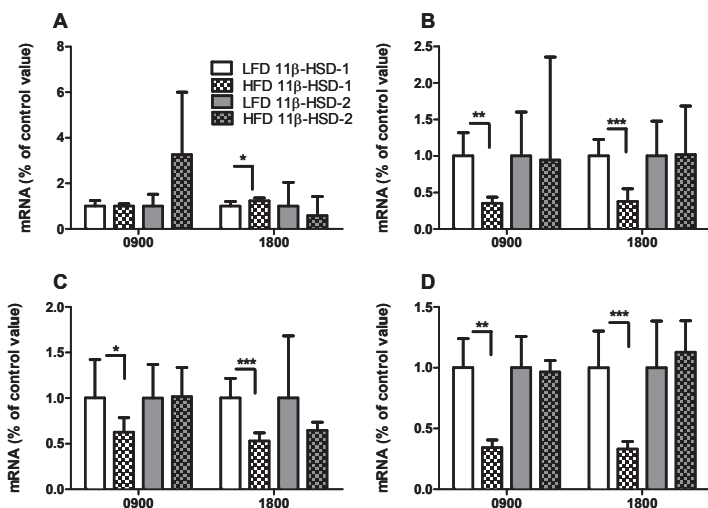 A
mRNA (% of control value)
8
6
4
2
0
LFD 11β-HSD-1
HFD 11β-HSD-1
LFD 11β-HSD-2
HFD 11β-HSD-2
*
0900 1800
B
mRNA (% of control value)
2.5
2.0
1.5
1.0
0.5
0.0
** ***
0900 1800
C
mRNA (% of control value)
2.0
1.5
1.0
0.5
0.0
* ***
0900 1800
D
mRNA (% of control value)
1.5
1.0
0.5
0.0
** ***
0900 1800